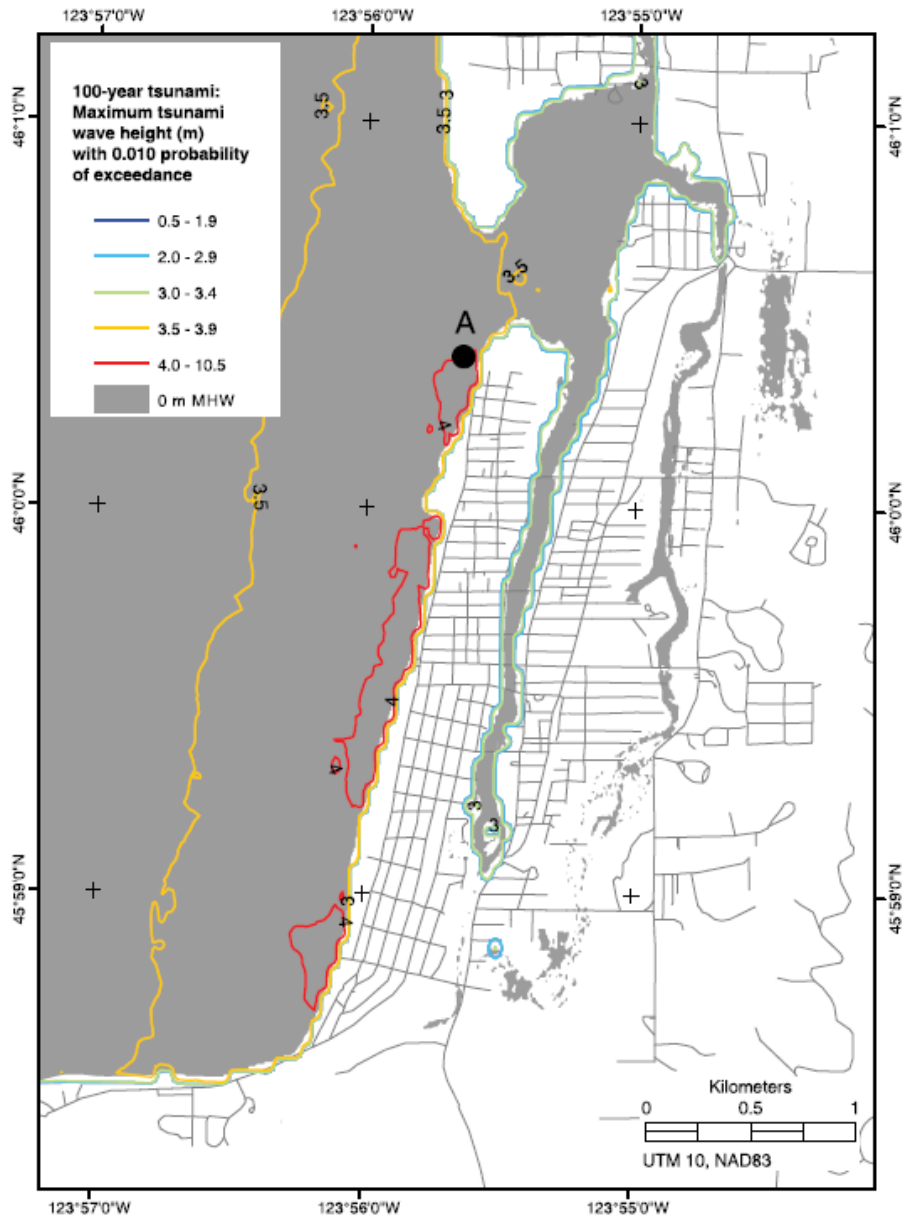 123°57'0"W 123°56'0"W 123°55'0"W
100-year tsunami:
Maximum tsunami
wave height (m)
with 0.010 probability
of exceedance
0.5 - 1.9
2.0 - 2.9
3.0 - 3.4
3.5 - 3.9
4.0 - 10.5
0 m MHW
3.5
3.5 3
3
46°1'0"N
46°1'0"N
3.5
A
4
46°0'0"N
3.5
46°0'0"N
4
4
3
3
45°59'0"N
3
4
45°59'0"N
Kilometers
0 0.5 1
UTM 10, NAD83
123°57'0"W 123°56'0"W 123°55'0"W